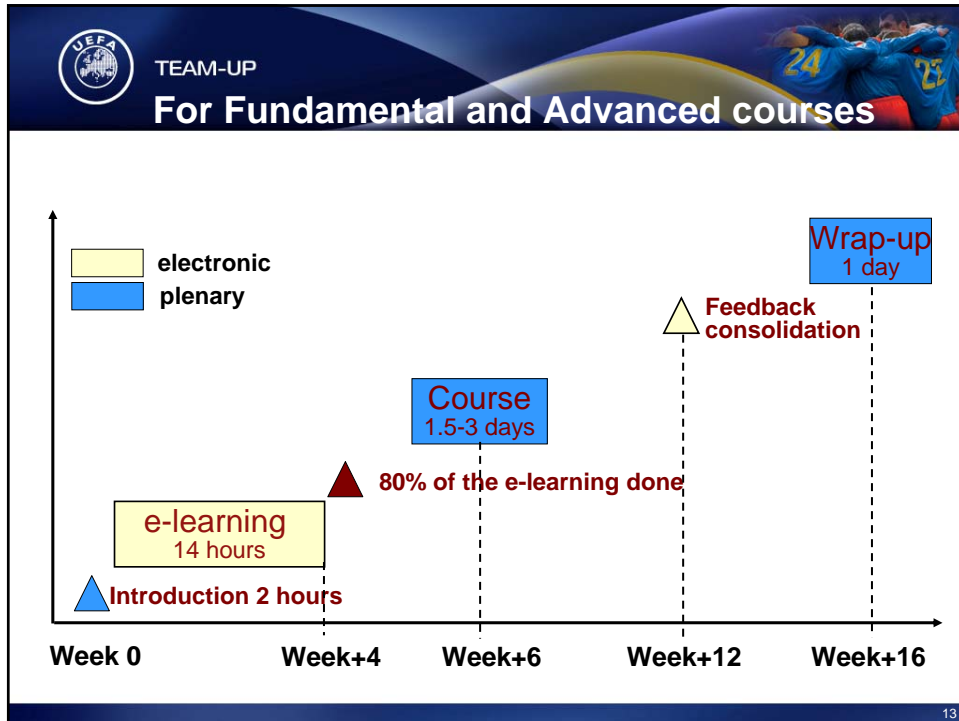 UEFA
TEAM-UP
For Fundamental and Advanced courses
electronic
plenary
Wrap-up
1 day
Feedback
consolidation
Course
1.5-3 days
80% of the e-learning done
e-learning
14 hours
Introduction 2 hours
Week 0 Week+4 Week+6 Week+12 Week+16
24
22
13